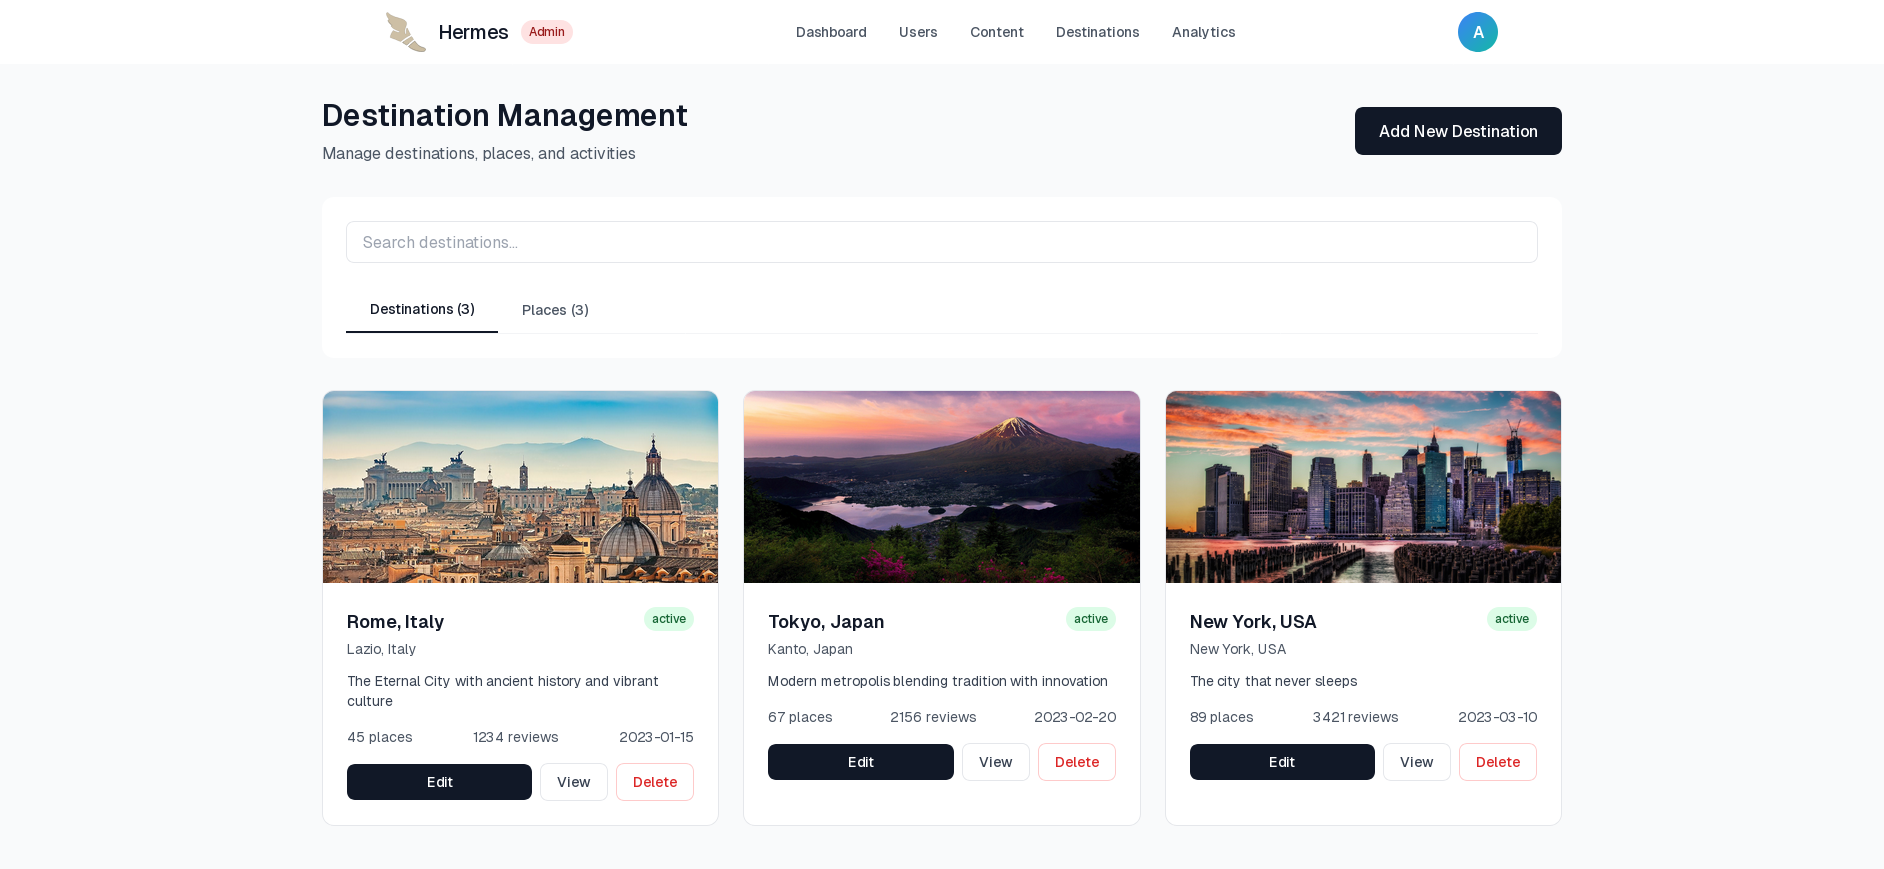 Hermes
Admin
Dashboard
Users
Content
Destinations
Analytics
A
Destination Management
Manage destinations, places, and activities
Add New Destination
Search destinations...
Destinations (3)
Places (3)
Rome, Italy
active
Lazio, Italy
The Eternal City with ancient history and vibrant
culture
45 places
1234 reviews
2023-01-15
Edit
View
Delete
Tokyo, Japan
active
Kanto, Japan
Modern metropolis blending tradition with innovation
67 places
2156 reviews
2023-02-20
Edit
View
Delete
New York, USA
active
New York, USA
The city that never sleeps
89 places
3421 reviews
2023-03-10
Edit
View
Delete